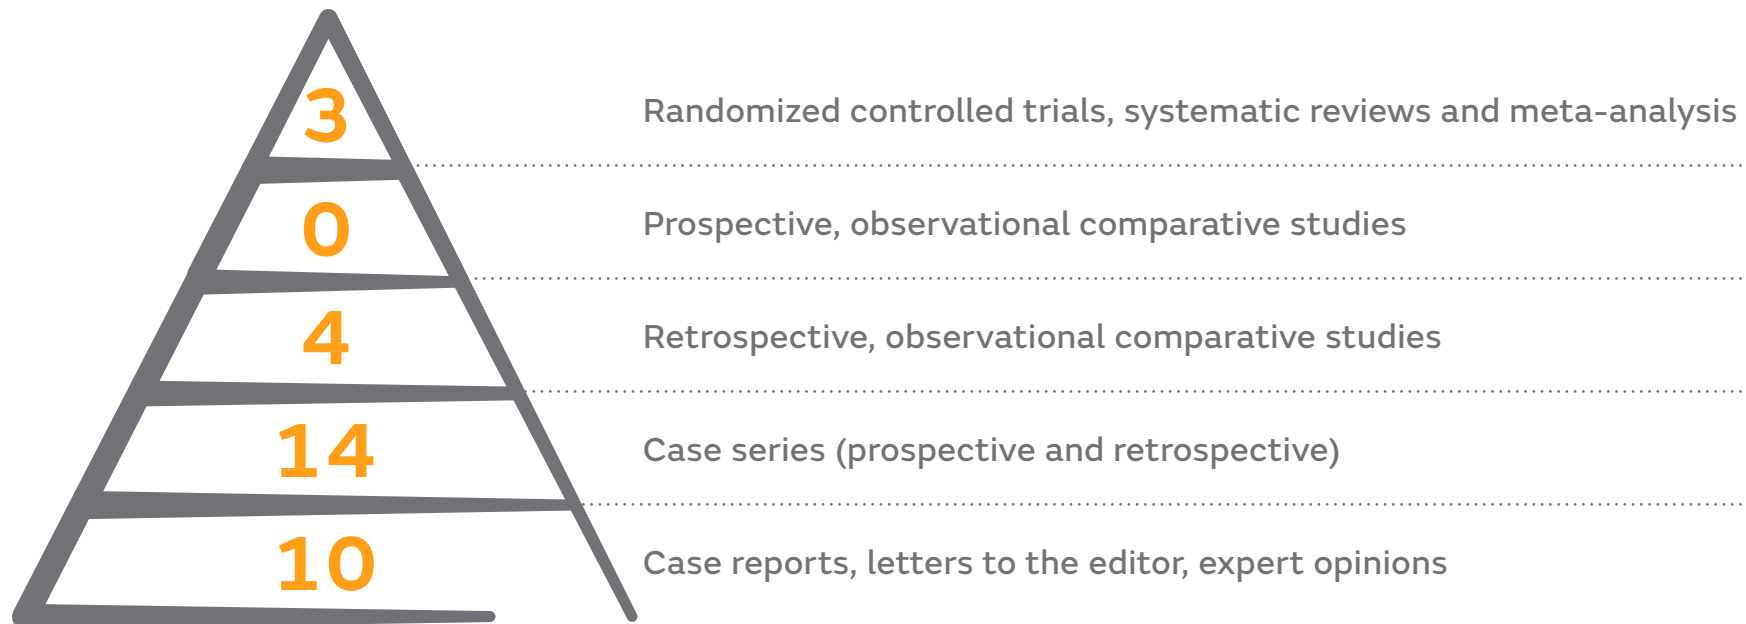 3
Randomized controlled trials, systematic reviews and meta-analysis
0
Prospective, observational comparative studies
4
Retrospective, observational comparative studies
14
Case series (prospective and retrospective)
10
Case reports, letters to the editor, expert opinions